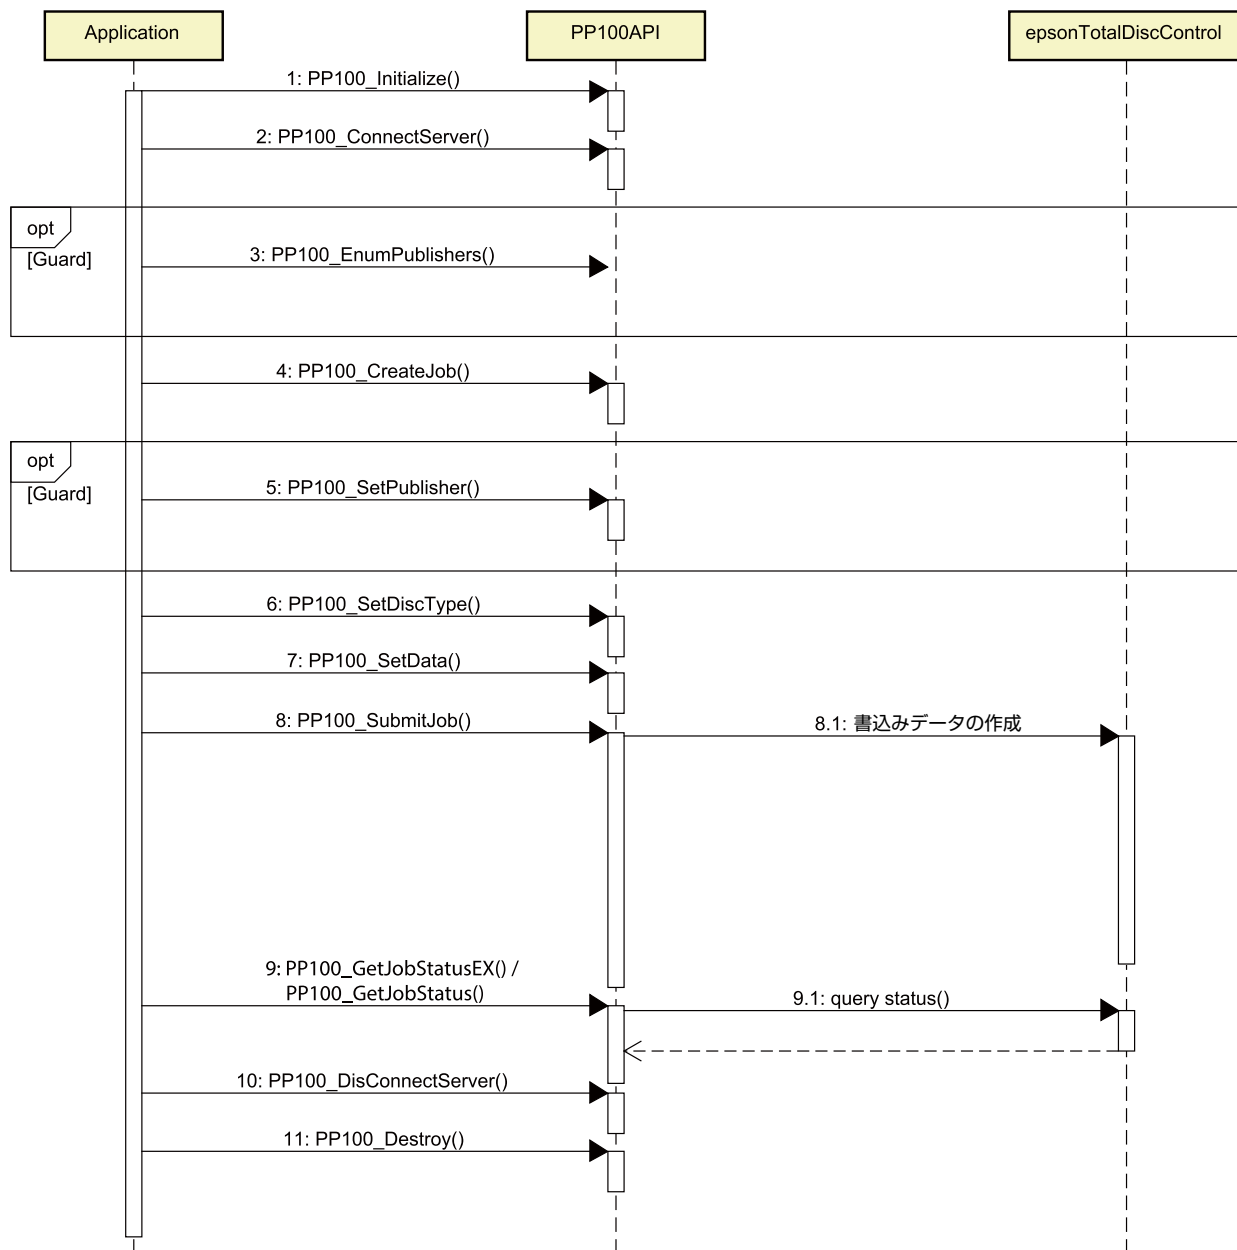 Application
PP100API
epsonTotalDiscControl
1: PP100_Initialize()
2: PP100_ConnectServer()
opt
[Guard]
3: PP100_EnumPublishers()
4: PP100_CreateJob()
opt
[Guard]
5: PP100_SetPublisher()
6: PP100_SetDiscType()
7: PP100_SetData()
8: PP100_SubmitJob()
8.1: 書込みデータの作成
9: PP100_GetJobStatusEX() /
PP100_GetJobStatus()
9.1: query status()
10: PP100_DisConnectServer()
11: PP100_Destroy()